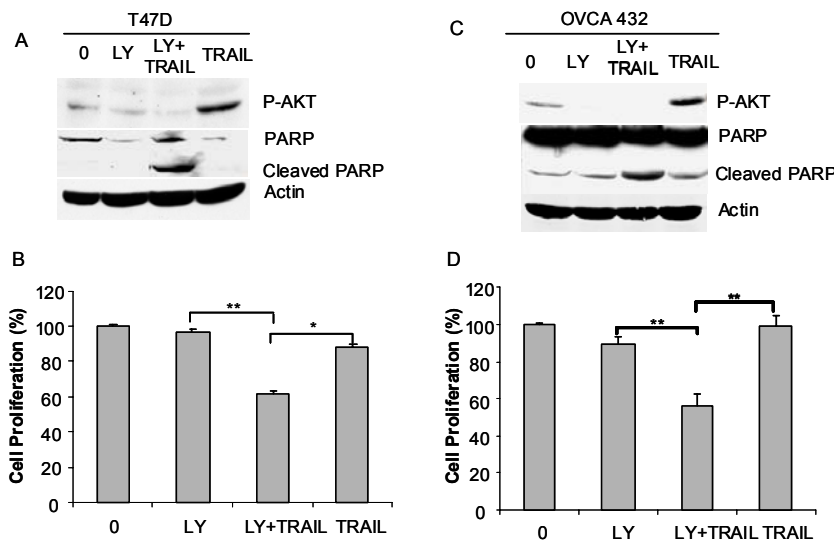 A
T47D
0 LY LY+ TRAIL TRAIL
P-AKT
PARP
Cleaved PARP
Actin
C
OVCA 432
0 LY LY+ TRAIL TRAIL
P-AKT
PARP
Cleaved PARP
Actin
B
Cell Proliferation (%)
120
100
80
60
40
20
0
**
*
0 LY LY+TRAIL TRAIL
D
Cell Proliferation (%)
120
100
80
60
40
20
0
**
**
0 LY LY+TRAIL TRAIL